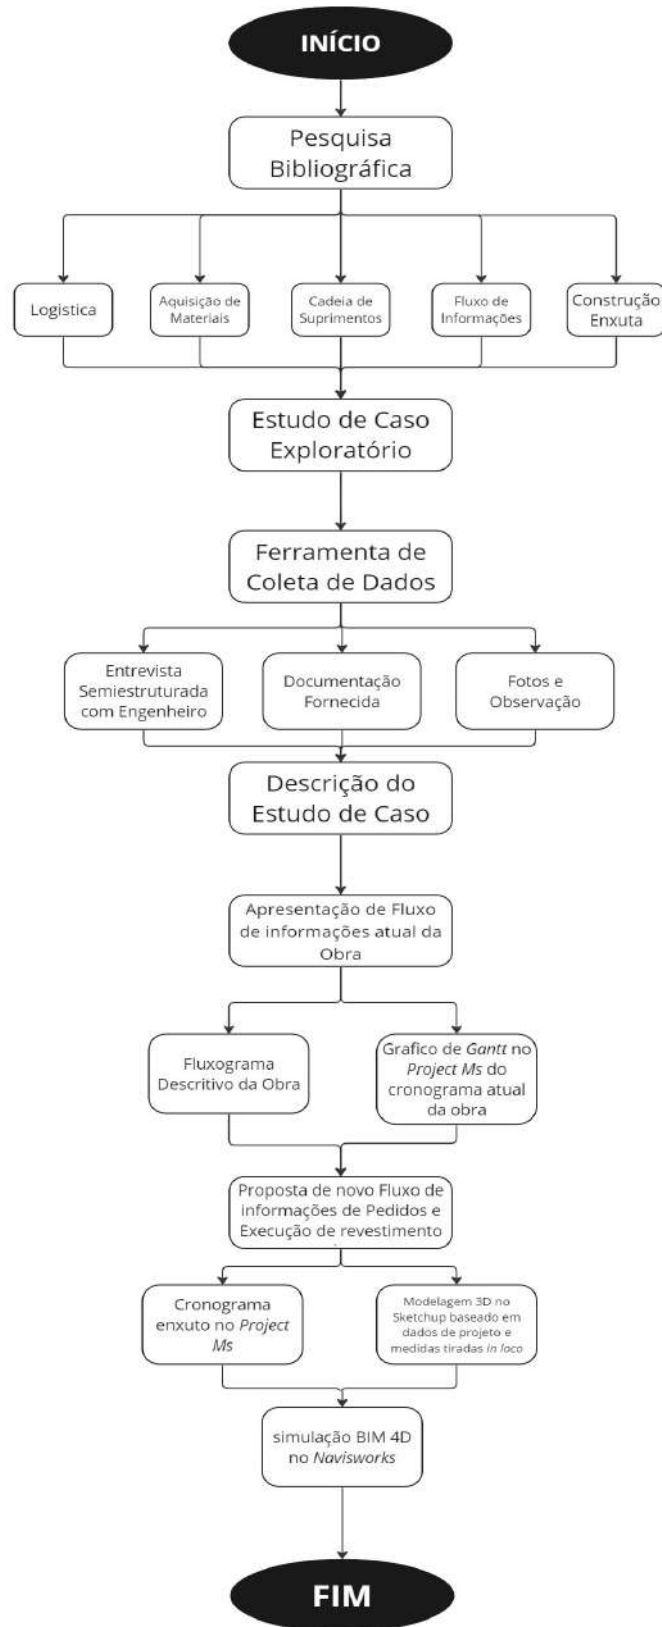 INÍCIO
Pesquisa
Bibliográfica
Logistica
Aquisição de
Materiais
Cadeia de
Suprimentos
Fluxo de
Informações
Construção
Enxuta
Estudo de Caso
Exploratório
Ferramenta de
Coleta de Dados
Entrevista
Semiestruturada
com Engenheiro
Documentação
Fornecida
Fotos e
Observação
Descrição do
Estudo de Caso
Apresentação de Fluxo
de informações atual da
Obra
Fluxograma
Descritivo da Obra
Grafico de Gantt no
Project Ms do
cronograma atual
da obra
Proposta de novo Fluxo de
informações de Pedidos e
Execução de revestimento
Cronograma
enxuto no Project
Ms
Modelagem 3D no
Sketchup baseado em
dados de projeto e
medidas tiradas in loco
simulação BIM 4D
no Navisworks
FIM